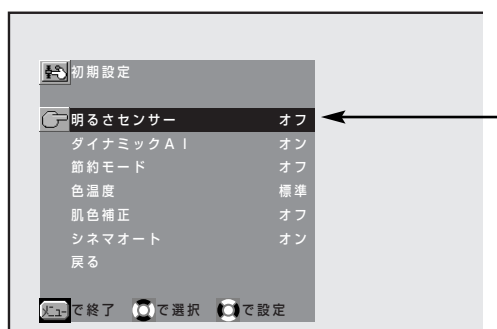 初期設定
明るさセンサー オフ
ダイナミックAI オン
節約モード オフ
色温度 標準
肌色補正 オフ
シネマオート オン
戻る
メニューで終了 で選択 で設定